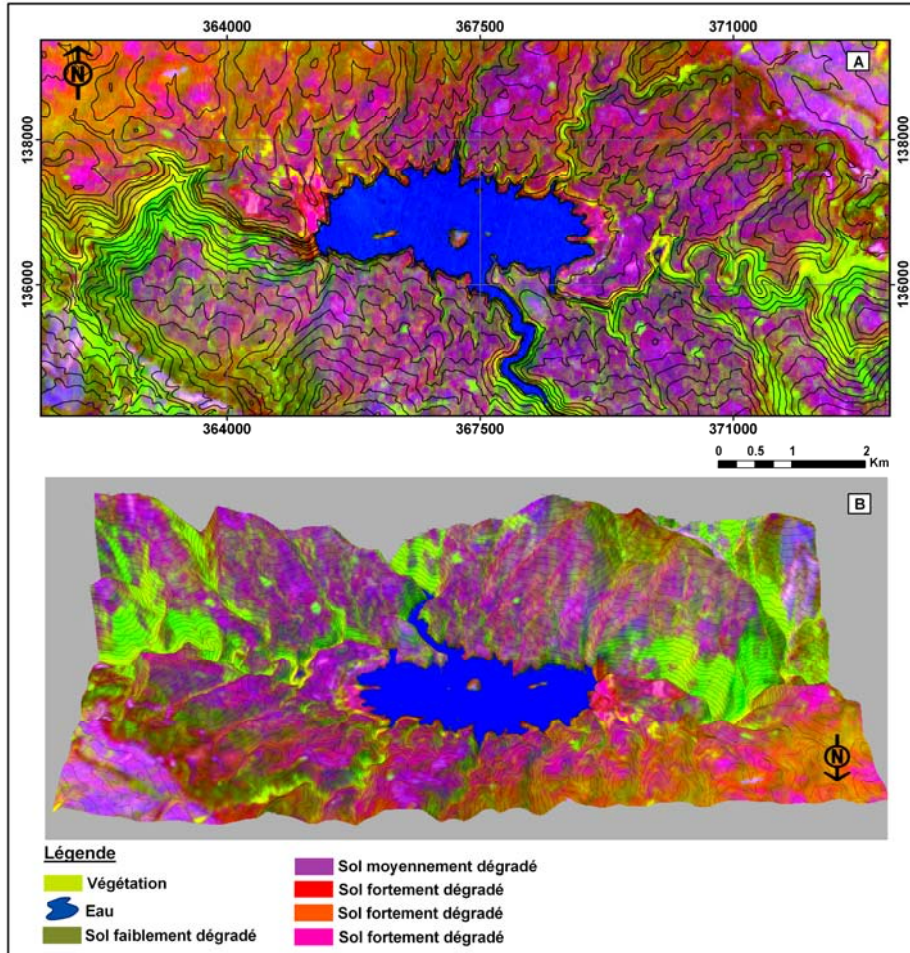 364000 367500 371000
N
A
138000 138000
136000 136000
364000 367500 371000
0 0.5 1 2
Km
B
N
Légende
Végétation
Eau
Sol faiblement dégradé
Sol moyennement dégradé
Sol fortement dégradé
Sol fortement dégradé
Sol fortement dégradé